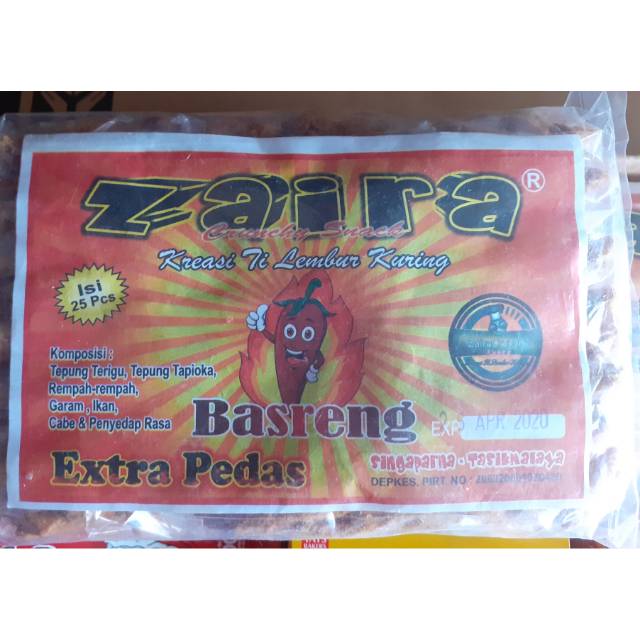 zaira®
Crunchy Snack
Kreasi Ti Lembur Kuring
Isi
25 Pcs
Komposisi :
Tepung Terigu, Tepung Tapioka,
Rempah-rempah,
Garam , Ikan,
Cabe & Penyedap Rasa
Basreng
EXP APR 2020
Extra Pedas
Singaparna - Tasikmalaya
DEPKES. PIRT. NO :